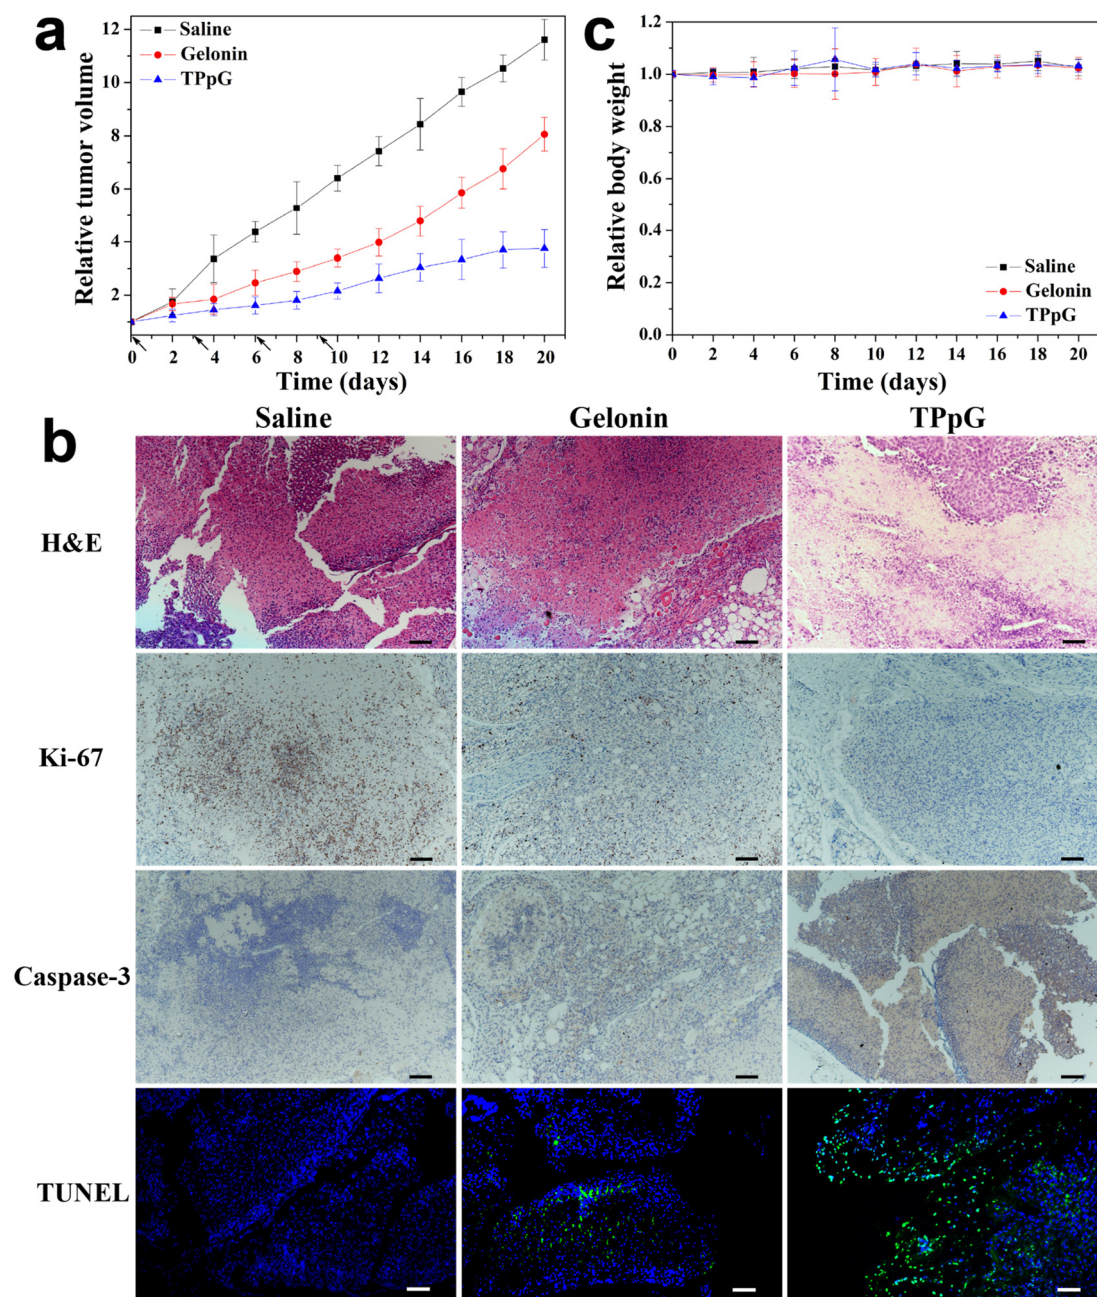 a
Relative tumor volume
12
10
8
6
4
2
Saline
Gelonin
TPpG
0 2 4 6 8 10 12 14 16 18 20
Time (days)
c
Relative body weight
1.2
1.0
0.8
0.6
0.4
0.2
0.0
Saline
Gelonin
TPpG
0 2 4 6 8 10 12 14 16 18 20
Time (days)
b
Saline Gelonin TPpG
H&E
Ki-67
Caspase-3
TUNEL